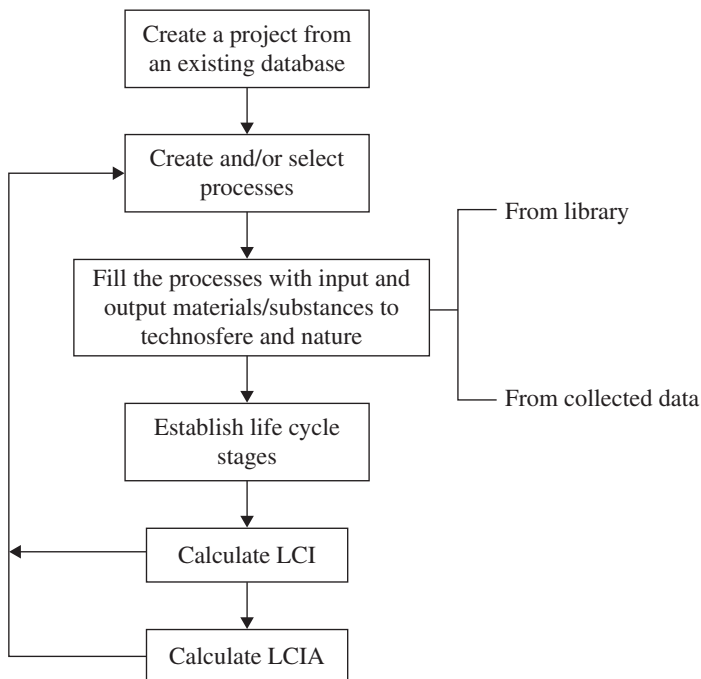 Create a project from
an existing database
Create and/or select
processes
From library
Fill the processes with input and
output materials/substances to
technosfere and nature
From collected data
Establish life cycle
stages
Calculate LCI
Calculate LCIA